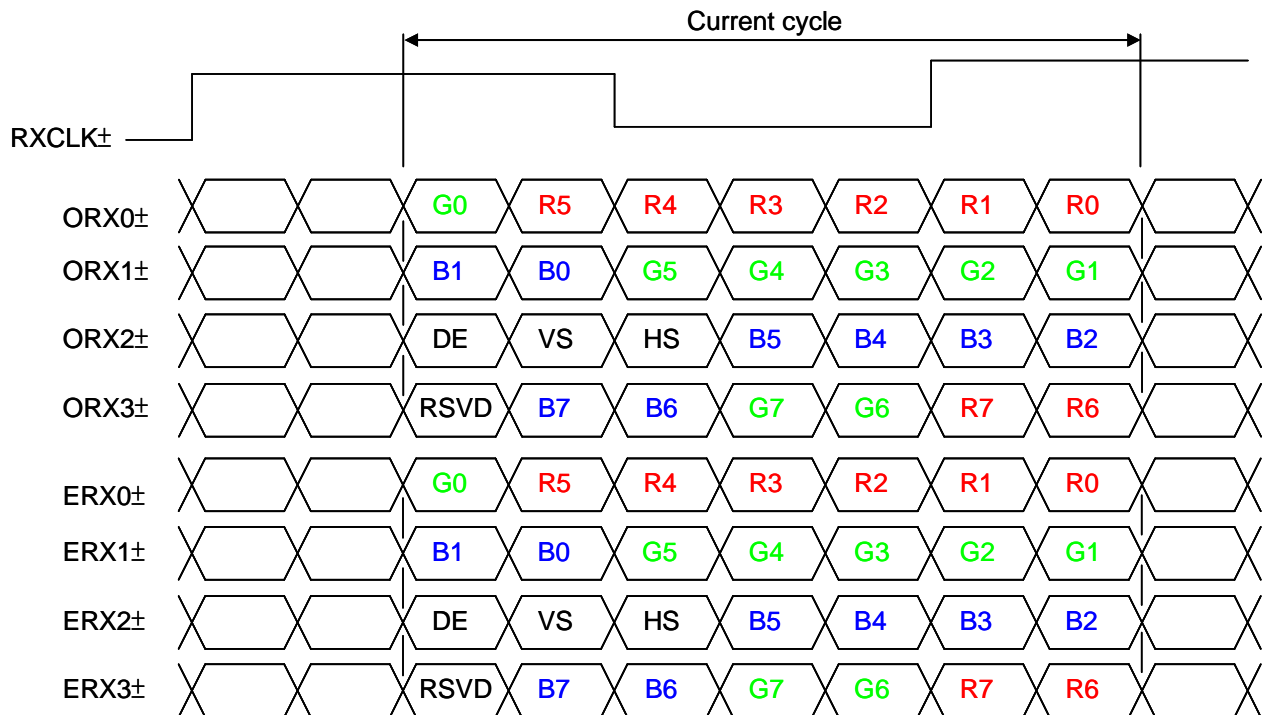 Current cycle
RXCLK±
ORX0± G0 R5 R4 R3 R2 R1 R0
ORX1± B1 B0 G5 G4 G3 G2 G1
ORX2± DE VS HS B5 B4 B3 B2
ORX3± RSVD B7 B6 G7 G6 R7 R6
ERX0± G0 R5 R4 R3 R2 R1 R0
ERX1± B1 B0 G5 G4 G3 G2 G1
ERX2± DE VS HS B5 B4 B3 B2
ERX3± RSVD B7 B6 G7 G6 R7 R6